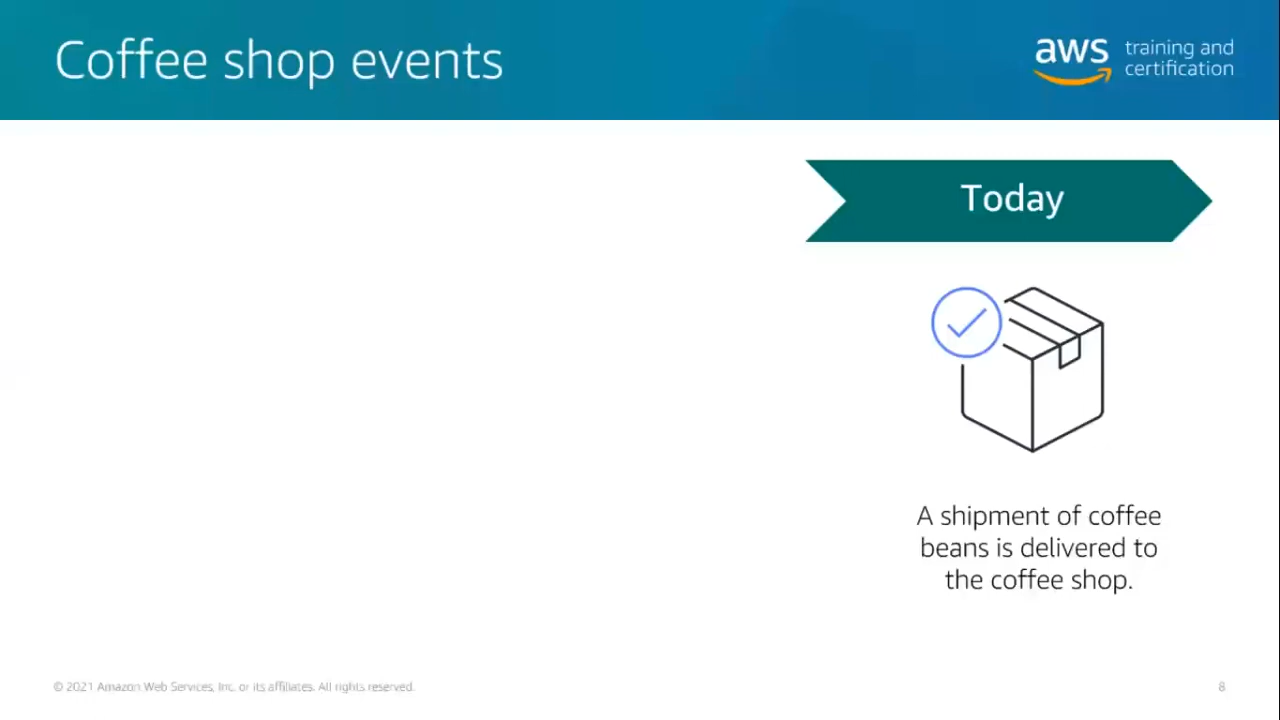 Coffee shop events
aws
training and
certification
Today
A shipment of coffee
beans is delivered to
the coffee shop.
© 2021 Amazon Web Services, Inc. or its affiliates. All rights reserved.
8